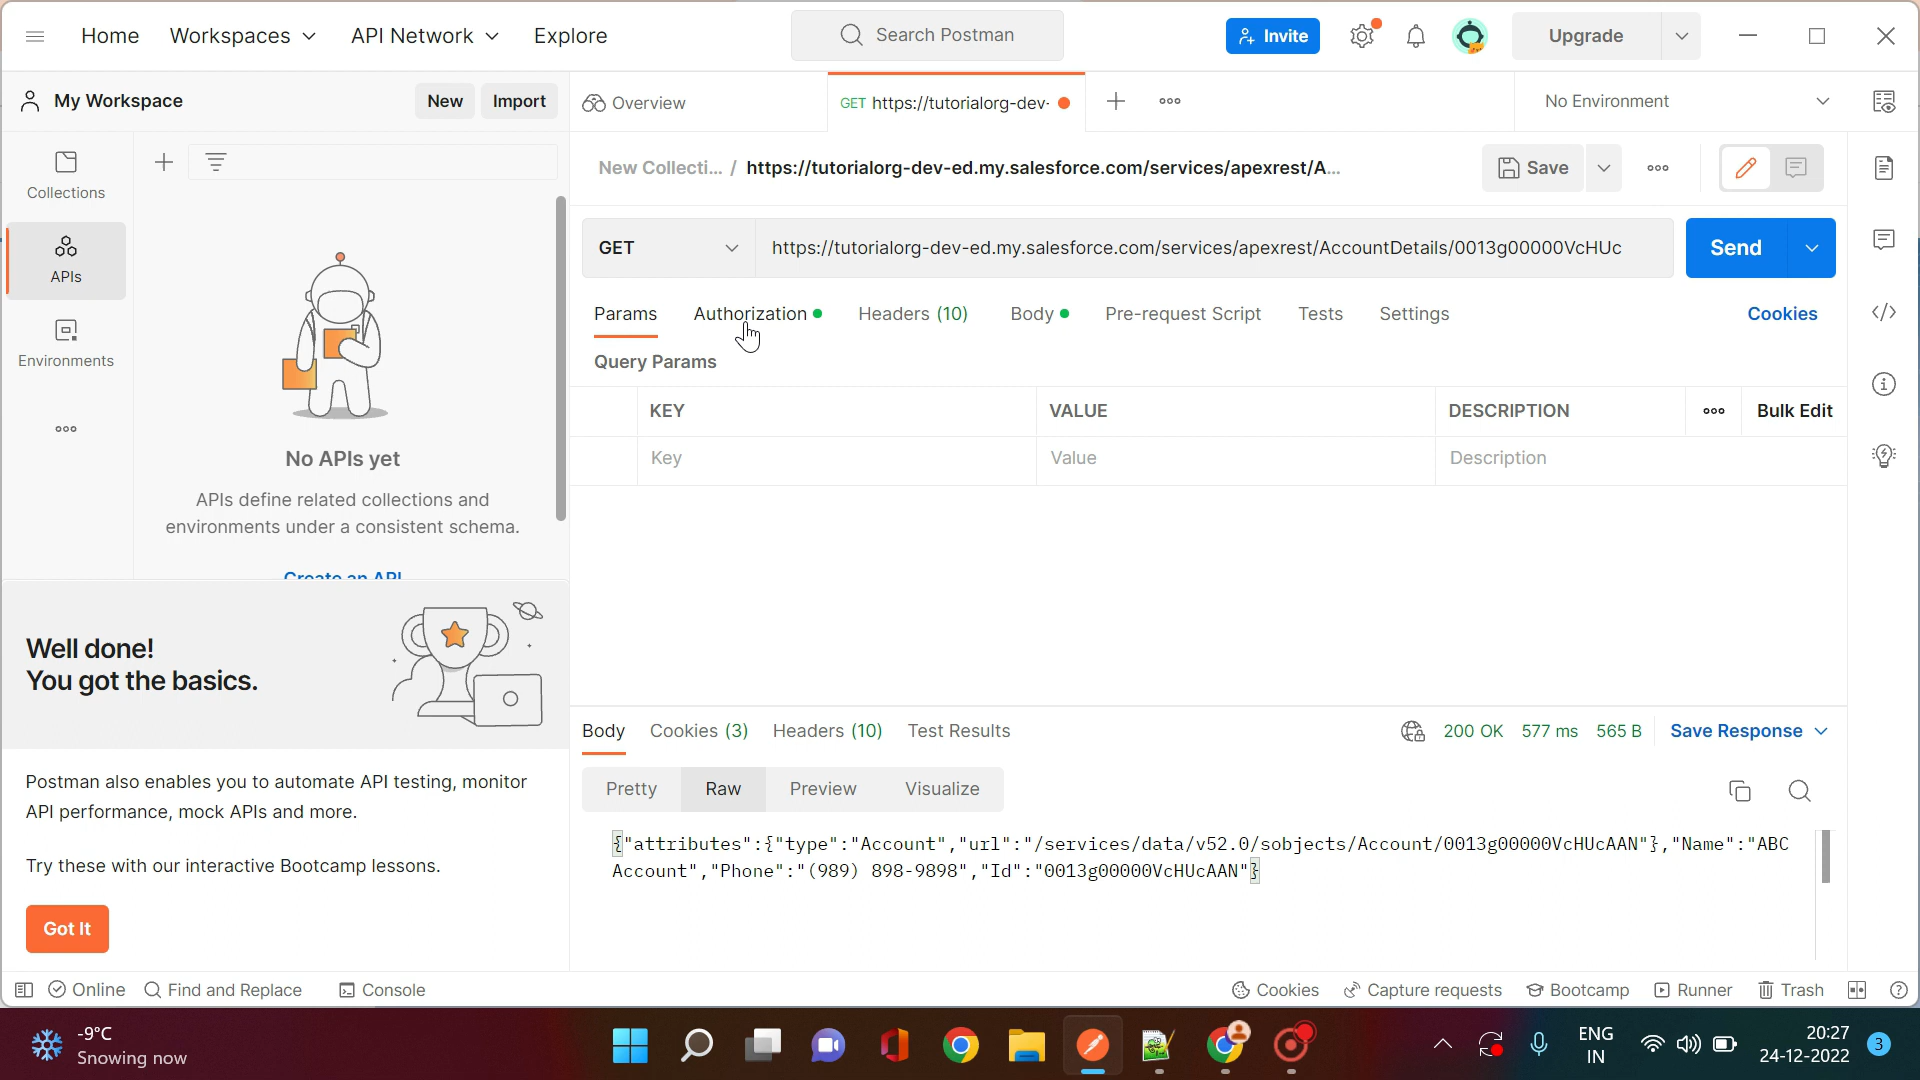 Home Workspaces API Network Explore Search Postman Invite Upgrade
My Workspace New Import Overview GET https://tutorialorg-dev- No Environment
Collections
APIs
Environments
No APIs yet
APIs define related collections and
environments under a consistent schema.
Create an API
Well done!
You got the basics.
Postman also enables you to automate API testing, monitor
API performance, mock APIs and more.
Try these with our interactive Bootcamp lessons.
Got It
New Collecti... / https://tutorialorg-dev-ed.my.salesforce.com/services/apexrest/A... Save
GET https://tutorialorg-dev-ed.my.salesforce.com/services/apexrest/AccountDetails/0013g00000VcHUc Send
Params Authorization Headers (10) Body Pre-request Script Tests Settings Cookies
Query Params
KEY VALUE DESCRIPTION Bulk Edit
Key Value Description
Body Cookies (3) Headers (10) Test Results 200 OK 577 ms 565 B Save Response
Pretty Raw Preview Visualize
{"attributes":{"type":"Account","url":"/services/data/v52.0/sobjects/Account/0013g00000VcHUcAAN"},"Name":"ABC
Account","Phone":"(989) 898-9898","Id":"0013g00000VcHUcAAN"}
Online Find and Replace Console Cookies Capture requests Bootcamp Runner Trash
-9°C
Snowing now
ENG
IN
20:27
24-12-2022
3